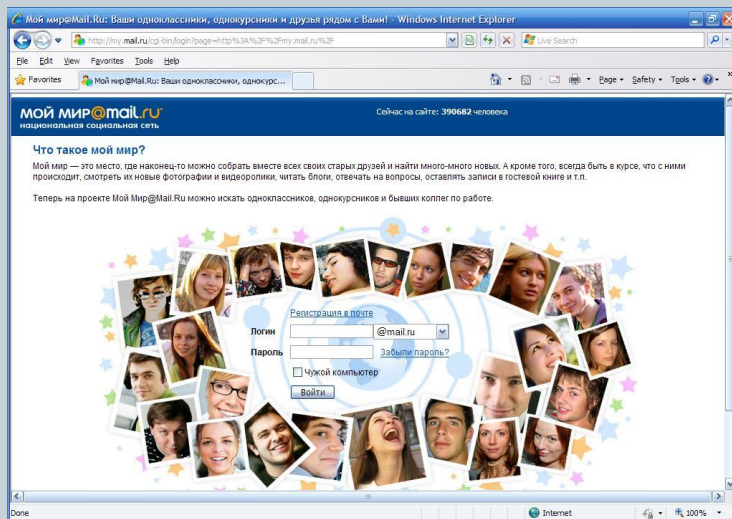 Мой мир@Mail.Ru: Ваши одноклассники, однокурсники и друзья рядом с Вами! - Windows Internet Explorer
http://my.mail.ru/cgi-bin/login?page=http%3A%2F%2Fmy.mail.ru%2F
Live Search
File Edit View Favorites Tools Help
Favorites
Мой мир@Mail.Ru: Ваши одноклассники, однокурс...
Page Safety Tools
мой мир@mail.ru
национальная социальная сеть
Сейчас на сайте: 390682 человека
Что такое мой мир?
Мой мир — это место, где наконец-то можно собрать вместе всех своих старых друзей и найти много-много новых. А кроме того, всегда быть в курсе, что с ними
происходит, смотреть их новые фотографии и видеоролики, читать блоги, отвечать на вопросы, оставлять записи в гостевой книге и т.п.
Теперь на проекте Мой Мир@Mail.Ru можно искать одноклассников, однокурсников и бывших коллег по работе.
Регистрация в почте
Логин @mail.ru
Пароль Забыли пароль?
Чужой компьютер
Войти
Done
Internet
100%